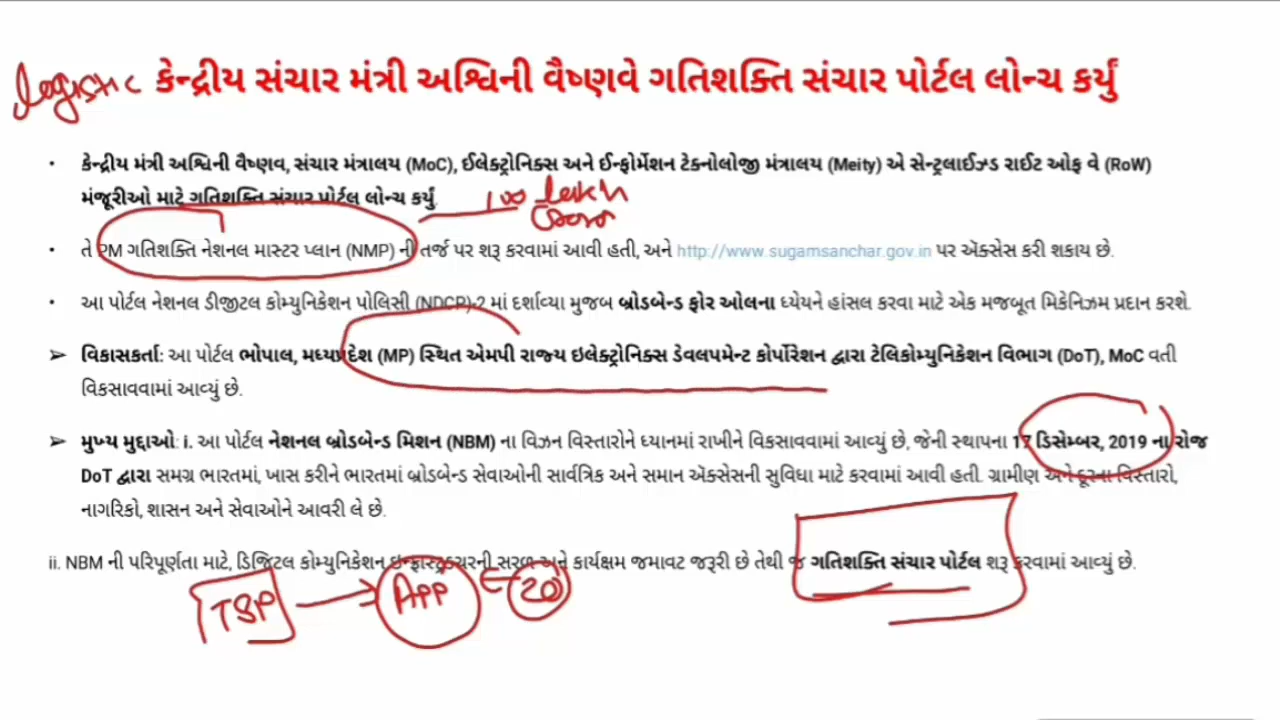 logistic કેન્દ્રીય સંચાર મંત્રી અશ્વિની વૈષ્ણવે ગતિશક્તિ સંચાર પોર્ટલ લોન્ચ કર્યું
• કેન્દ્રીય મંત્રી અશ્વિની વૈષ્ણવ, સંચાર મંત્રાલય (MoC), ઈલેક્ટ્રોનિક્સ અને ઈન્ફોર્મેશન ટેકનોલોજી મંત્રાલય (Meity) એ સેન્ટ્રલાઈઝ્ડ રાઈટ ઓફ વે (RoW)
મંજૂરીઓ માટે ગતિશક્તિ સંચાર પોર્ટલ લોન્ચ કર્યું.
100 lakh
• તે PM ગતિશક્તિ નેશનલ માસ્ટર પ્લાન (NMP) ની તર્જ પર શરૂ કરવામાં આવી હતી, અને http://www.sugamsanchar.gov.in પર ઍક્સેસ કરી શકાય છે.
• આ પોર્ટલ નેશનલ ડીજીટલ કોમ્યુનિકેશન પોલિસી (NDCP)-2 માં દર્શાવ્યા મુજબ બ્રોડબેન્ડ ફોર ઓલના ધ્યેયને હાંસલ કરવા માટે એક મજબૂત મિકેનિઝમ પ્રદાન કરશે.
➢ વિકાસકર્તા: આ પોર્ટલ ભોપાલ, મધ્યપ્રદેશ (MP) સ્થિત એમપી રાજ્ય ઇલેક્ટ્રોનિક્સ ડેવલપમેન્ટ કોર્પોરેશન દ્વારા ટેલિકોમ્યુનિકેશન વિભાગ (DoT), MoC વતી
વિકસાવવામાં આવ્યું છે.
➢ મુખ્ય મુદ્દાઓ: i. આ પોર્ટલ નેશનલ બ્રોડબેન્ડ મિશન (NBM) ના વિઝન વિસ્તારોને ધ્યાનમાં રાખીને વિકસાવવામાં આવ્યું છે, જેની સ્થાપના 17 ડિસેમ્બર, 2019 ના રોજ
DoT દ્વારા સમગ્ર ભારતમાં, ખાસ કરીને ભારતમાં બ્રોડબેન્ડ સેવાઓની સાર્વત્રિક અને સમાન ઍક્સેસની સુવિધા માટે કરવામાં આવી હતી. ગ્રામીણ અને દૂરના વિસ્તારો,
નાગરિકો, શાસન અને સેવાઓને આવરી લે છે.
ii. NBM ની પરિપૂર્ણતા માટે, ડિજિટલ કોમ્યુનિકેશન ઇન્ફ્રાસ્ટ્રક્ચરની સરળ અને કાર્યક્ષમ જમાવટ જરૂરી છે તેથી જ ગતિશક્તિ સંચાર પોર્ટલ શરૂ કરવામાં આવ્યું છે.
TSP App 20